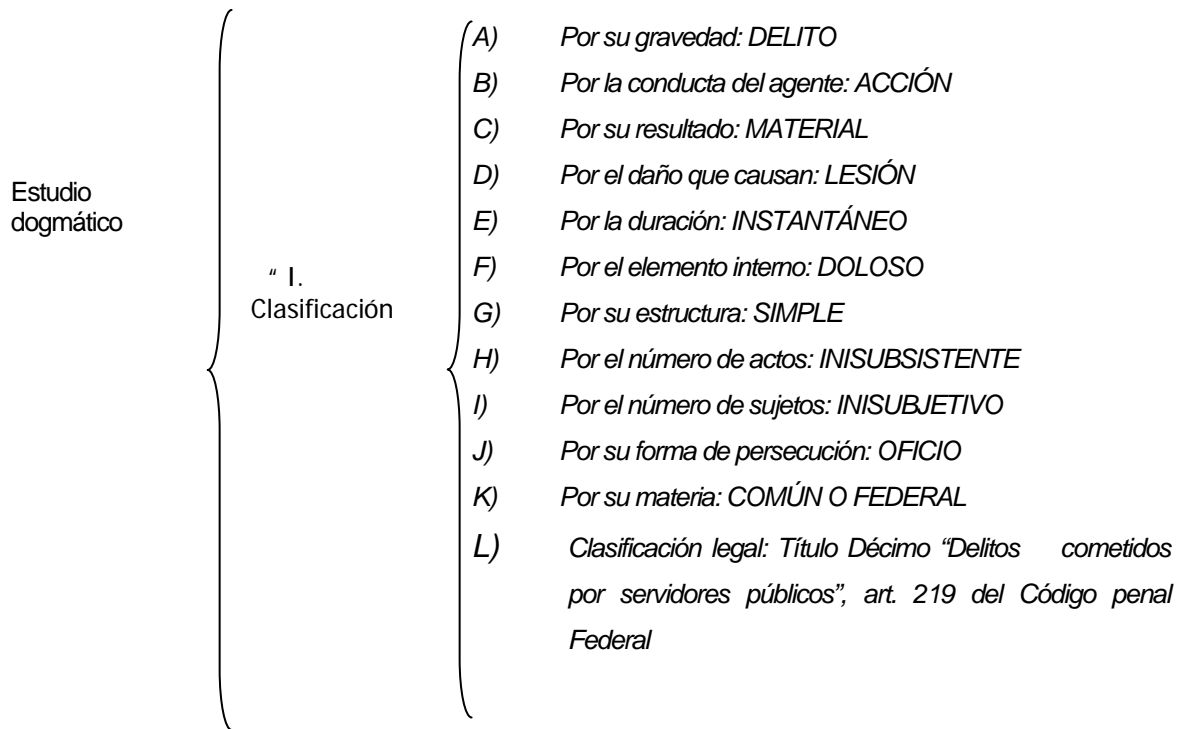 Estudio
dogmático
“ I.
Clasificación
A) Por su gravedad: DELITO
B) Por la conducta del agente: ACCIÓN
C) Por su resultado: MATERIAL
D) Por el daño que causan: LESIÓN
E) Por la duración: INSTANTÁNEO
F) Por el elemento interno: DOLOSO
G) Por su estructura: SIMPLE
H) Por el número de actos: INISUBSISTENTE
I) Por el número de sujetos: INISUBJETIVO
J) Por su forma de persecución: OFICIO
K) Por su materia: COMÚN O FEDERAL
L) Clasificación legal: Título Décimo “Delitos cometidos
por servidores públicos”, art. 219 del Código penal
Federal